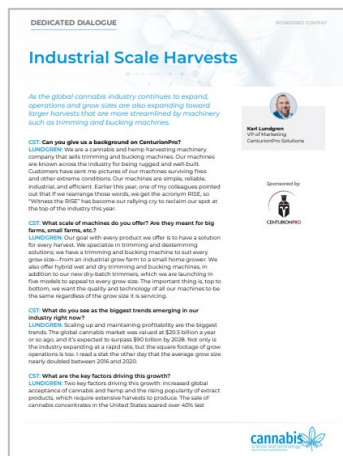 DEDICATED DIALOGUE
SPONSORED CONTENT
Industrial Scale Harvests
As the global cannabis industry continues to expand,
operations and grow sizes are also expanding toward
larger harvests that are more streamlined by machinery
such as trimming and bucking machines.
Karl Lundgren
VP of Marketing
CenturionPro Solutions
Sponsored by
CENTURIONPRO
CST: Can you give us a background on CenturionPro?
LUNDGREN: We are a cannabis and hemp harvesting machinery
company that sells trimming and bucking machines. Our machines
are known across the industry for being rugged and well-built.
Customers have sent me pictures of our machines surviving fires
and other extreme conditions. Our machines are simple, reliable,
industrial, and efficient. Earlier this year, one of my colleagues pointed
out that if we rearrange those words, we get the acronym RISE, so
"Witness the RISE" has become our rallying cry to reclaim our spot at
the top of the industry this year.
CST: What scale of machines do you offer? Are they meant for big
farms, small farms, etc.?
LUNDGREN: Our goal with every product we offer is to have a solution
for every harvest. We specialize in trimming and destemming
solutions; we have a trimming and bucking machine to suit every
grow size—from an industrial grow farm to a small home grower. We
also offer hybrid wet and dry trimming and bucking machines, in
addition to our new dry-batch trimmers, which we are launching in
five models to appeal to every grow size. The important thing is, top to
bottom, we want the quality and technology of all our machines to be
the same regardless of the grow size it is servicing.
CST: What do you see as the biggest trends emerging in our
industry right now?
LUNDGREN: Scaling up and maintaining profitability are the biggest
trends. The global cannabis market was valued at $20.5 billion a year
or so ago, and it's expected to surpass $90 billion by 2028. Not only is
the industry expanding at a rapid rate, but the square footage of grow
operations is too. I read a stat the other day that the average grow size
nearly doubled between 2016 and 2020.
CST: What are the key factors driving this growth?
LUNDGREN: Two key factors driving this growth: increased global
acceptance of cannabis and hemp and the rising popularity of extract
products, which require extensive harvests to produce. The sale of
cannabis concentrates in the United States soared over 40% last
cannabis